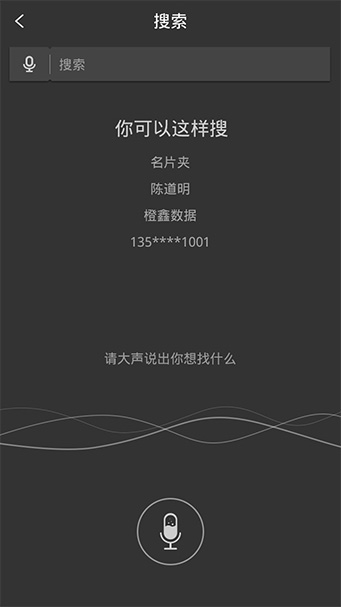 搜索
搜索
你可以这样搜
名片夹
陈道明
橙鑫数据
135****1001
请大声说出你想找什么